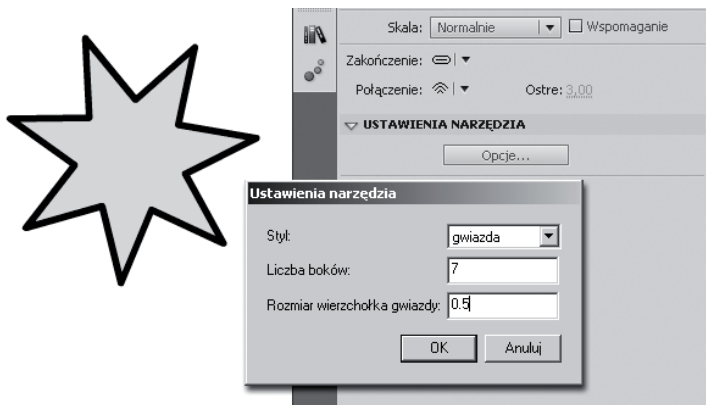 Skala: Normalnie Wspomaganie
Zakończenie:
Połączenie: Ostre: 3,00
USTAWIENIA NARZĘDZIA
Opcje...
Ustawienia narzędzia
Styl: gwiazda
Liczba boków: 7
Rozmiar wierzchołka gwiazdy: 0.5
OK Anuluj